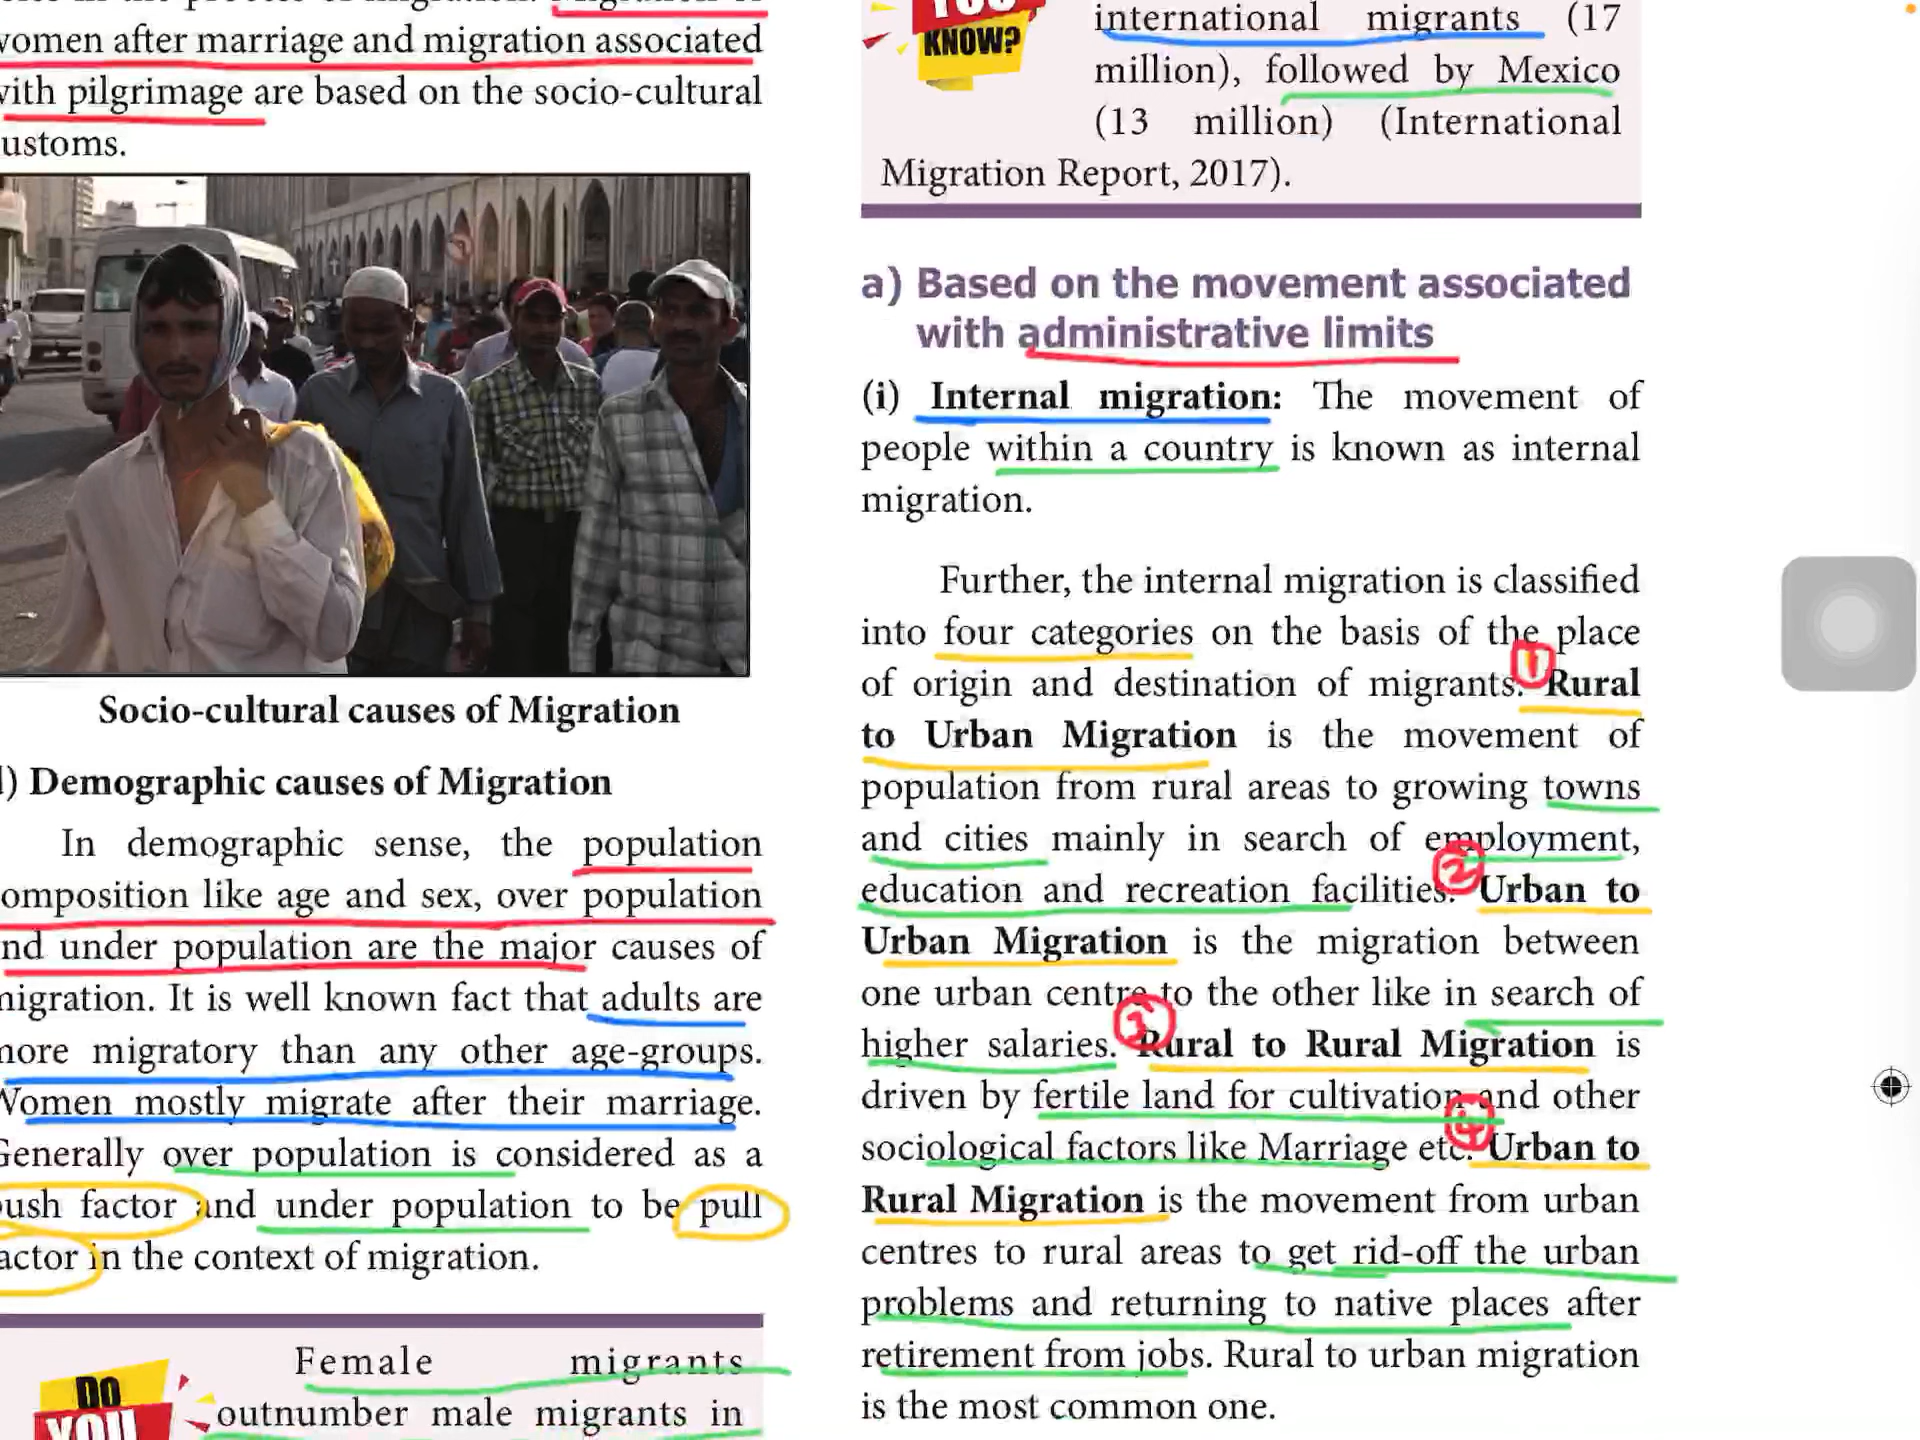 women after marriage and migration associated
with pilgrimage are based on the socio-cultural
customs.
Socio-cultural causes of Migration
d) Demographic causes of Migration
In demographic sense, the population
composition like age and sex, over population
and under population are the major causes of
migration. It is well known fact that adults are
more migratory than any other age-groups.
Women mostly migrate after their marriage.
Generally over population is considered as a
push factor and under population to be pull
factor in the context of migration.
DO
YOU
Female migrants
outnumber male migrants in
YOU
KNOW?
international migrants (17
million), followed by Mexico
(13 million) (International
Migration Report, 2017).
a) Based on the movement associated
with administrative limits
(i) Internal migration: The movement of
people within a country is known as internal
migration.
Further, the internal migration is classified
into four categories on the basis of the place
1
of origin and destination of migrants. Rural
to Urban Migration is the movement of
population from rural areas to growing towns
and cities mainly in search of employment,
2
education and recreation facilities. Urban to
Urban Migration is the migration between
one urban centre to the other like in search of
3
higher salaries. Rural to Rural Migration is
driven by fertile land for cultivation and other
4
sociological factors like Marriage etc. Urban to
Rural Migration is the movement from urban
centres to rural areas to get rid-off the urban
problems and returning to native places after
retirement from jobs. Rural to urban migration
is the most common one.